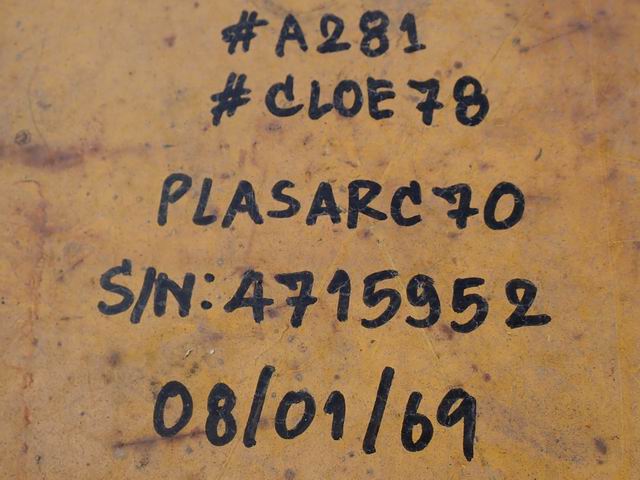 #A281
#CLOE78
PLASARC70
S/N:4715952
08/01/69